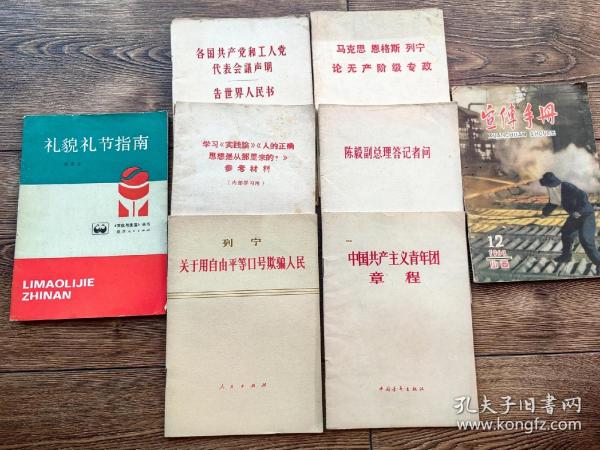 各国共产党和工人党
代表会議声明
告世界人民书
马克思 恩格斯 列宁
论无产阶级专政
宣傳手册
XUANCHUAN SHOUCE
12
礼貌礼节指南
LIMAOLIJIE
ZHINAN
学习《实践論》《人的正确
思想是从那里来的？》
参考材料
（内部学习用）
陈毅副总理答记者问
列宁
关于用自由平等口号欺骗人民
人民出版社
中国共产主义青年团
章程
中国青年出版社
孔夫子旧书网
www.kongfz.com